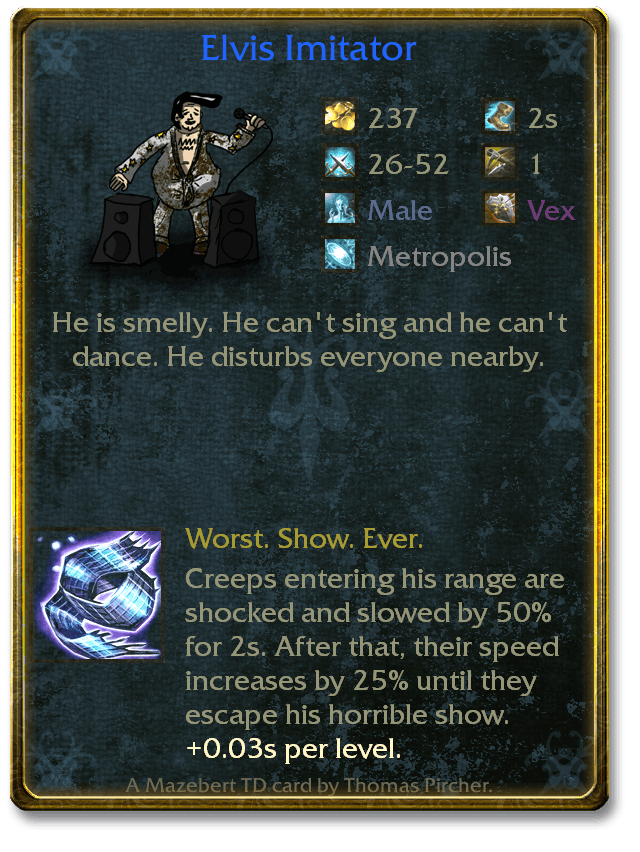 Elvis Imitator
237 2s
26-52 1
Male Vex
Metropolis
He is smelly. He can't sing and he can't
dance. He disturbs everyone nearby.
Worst. Show. Ever.
Creeps entering his range are
shocked and slowed by 50%
for 2s. After that, their speed
increases by 25% until they
escape his horrible show.
+0.03s per level.
A Mazebert TD card by Thomas Pircher.